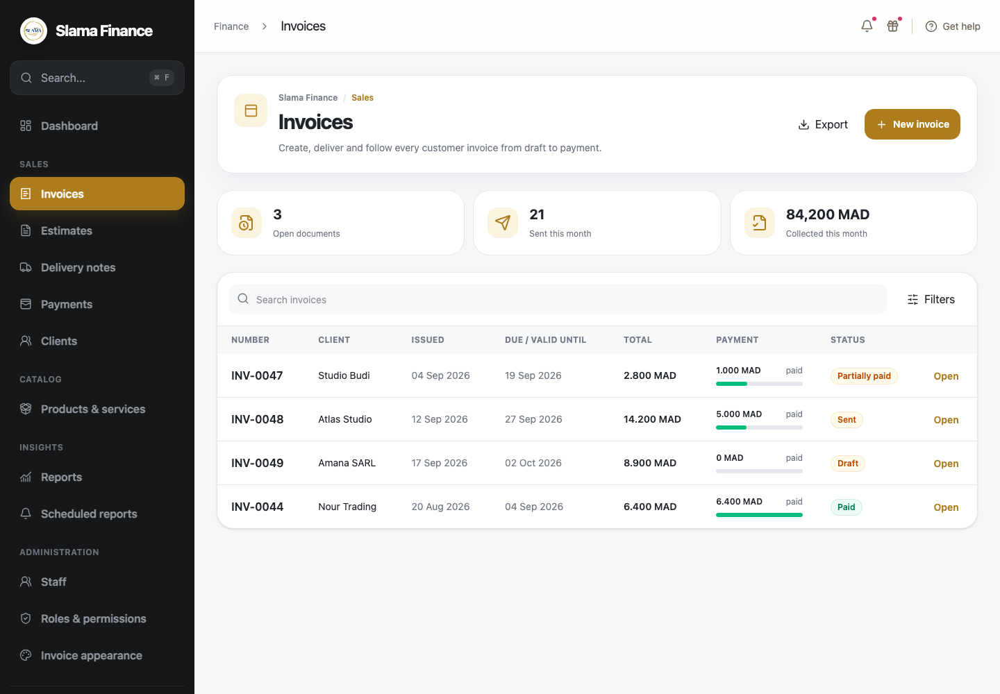 SLAMA
Slama Finance
Search...
⌘ F
Dashboard
SALES
Invoices
Estimates
Delivery notes
Payments
Clients
CATALOG
Products & services
INSIGHTS
Reports
Scheduled reports
ADMINISTRATION
Staff
Roles & permissions
Invoice appearance
Finance > Invoices
Get help
Slama Finance / Sales
Invoices
Create, deliver and follow every customer invoice from draft to payment.
Export
New invoice
3
Open documents
21
Sent this month
84,200 MAD
Collected this month
Search invoices
Filters
NUMBER CLIENT ISSUED DUE / VALID UNTIL TOTAL PAYMENT STATUS
INV-0047 Studio Budi 04 Sep 2026 19 Sep 2026 2.800 MAD 1.000 MAD paid Partially paid Open
INV-0048 Atlas Studio 12 Sep 2026 27 Sep 2026 14.200 MAD 5.000 MAD paid Sent Open
INV-0049 Amana SARL 17 Sep 2026 02 Oct 2026 8.900 MAD 0 MAD paid Draft Open
INV-0044 Nour Trading 20 Aug 2026 04 Sep 2026 6.400 MAD 6.400 MAD paid Paid Open